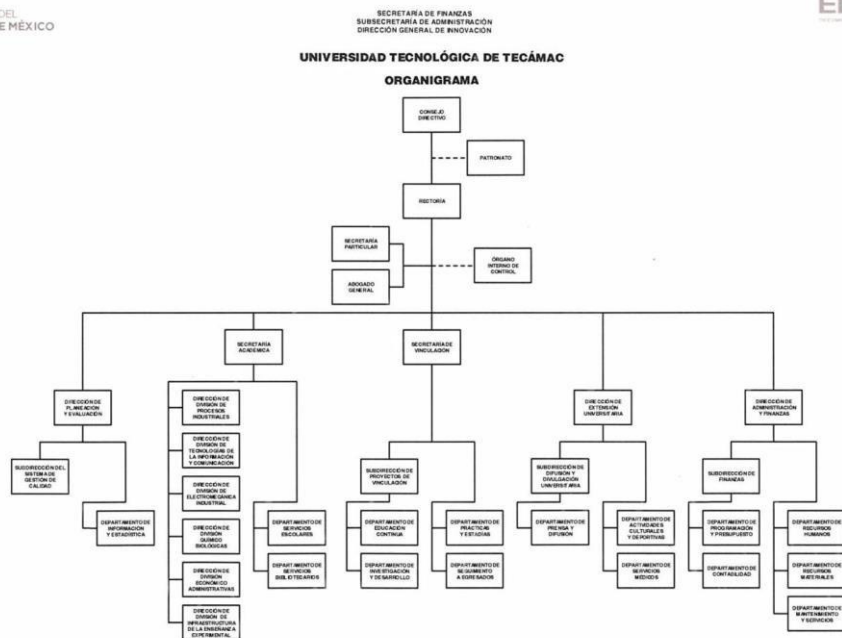 DEL
E MÉXICO
SECRETARÍA DE FINANZAS
SUBSECRETARÍA DE ADMINISTRACIÓN
DIRECCIÓN GENERAL DE INNOVACIÓN
UNIVERSIDAD TECNOLÓGICA DE TECÁMAC
ORGANIGRAMA
CONSEJO
DIRECTIVO
PATRONATO
RECTORÍA
SECRETARÍA
PARTICULAR
ÓRGANO
INTERNO DE
CONTROL
ABOGADO
GENERAL
SECRETARÍA
ACADÉMICA
SECRETARÍA DE
VINCULACIÓN
DIRECCIÓN DE
PLANEACIÓN
Y EVALUACIÓN
DIRECCIÓN DE
DIVISIÓN DE
PROCESOS
INDUSTRIALES
DIRECCIÓN DE
EXTENSIÓN
UNIVERSITARIA
DIRECCIÓN DE
ADMINISTRACIÓN
Y FINANZAS
SUBDIRECCIÓN DEL
SISTEMA DE
GESTIÓN DE
CALIDAD
DIRECCIÓN DE
DIVISIÓN DE
TECNOLOGÍAS DE
LA INFORMACIÓN
Y COMUNICACIÓN
SUBDIRECCIÓN DE
PROYECTOS DE
VINCULACIÓN
SUBDIRECCIÓN DE
DIFUSIÓN Y
DIVULGACIÓN
UNIVERSITARIA
SUBDIRECCIÓN DE
FINANZAS
DIRECCIÓN DE
DIVISIÓN DE
ELECTROMECÁNICA
INDUSTRIAL
DEPARTAMENTO DE
INFORMACIÓN
Y ESTADÍSTICA
DIRECCIÓN DE
DIVISIÓN
QUÍMICO
BIOLÓGICAS
DEPARTAMENTO DE
SERVICIOS
ESCOLARES
DEPARTAMENTO DE
EDUCACIÓN
CONTINUA
DEPARTAMENTO DE
PRÁCTICAS
Y ESTADÍAS
DEPARTAMENTO DE
PRENSA Y
DIFUSIÓN
DEPARTAMENTO DE
ACTIVIDADES
CULTURALES
Y DEPORTIVAS
DEPARTAMENTO DE
PROGRAMACIÓN
Y PRESUPUESTO
DEPARTAMENTO DE
RECURSOS
HUMANOS
DIRECCIÓN DE
DIVISIÓN
ECONÓMICO
ADMINISTRATIVAS
DEPARTAMENTO DE
SERVICIOS
BIBLIOTECARIOS
DEPARTAMENTO DE
INVESTIGACIÓN
Y DESARROLLO
DEPARTAMENTO DE
SEGUIMIENTO
A EGRESADOS
DEPARTAMENTO DE
SERVICIOS
MÉDICOS
DEPARTAMENTO DE
CONTABILIDAD
DEPARTAMENTO DE
RECURSOS
MATERIALES
DIRECCIÓN DE
DIVISIÓN DE
INFRAESTRUCTURA
DE LA ENSEÑANZA
EXPERIMENTAL
DEPARTAMENTO DE
MANTENIMIENTO
Y SERVICIOS